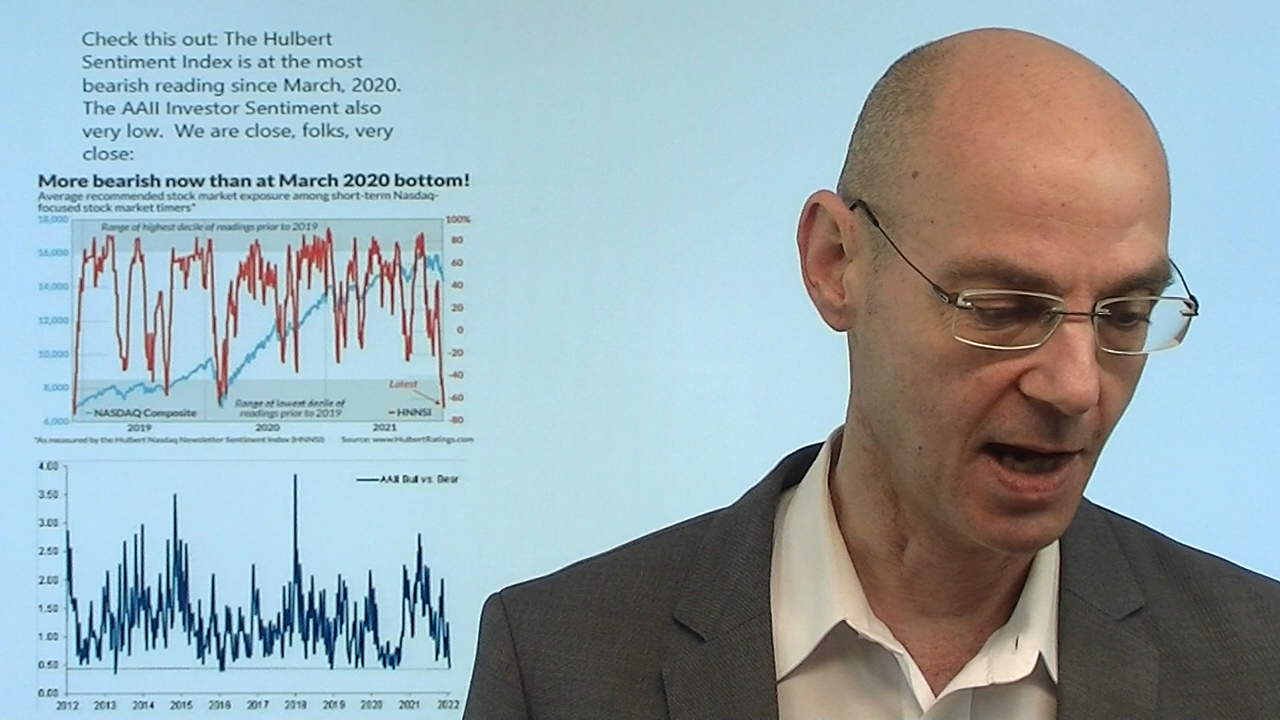 Check this out: The Hulbert
Sentiment Index is at the most
bearish reading since March, 2020.
The AAII Investor Sentiment also
very low. We are close, folks, very
close:
More bearish now than at March 2020 bottom!
Average recommended stock market exposure among short-term Nasdaq-
focused stock market timers*
18,000
100%
Range of highest decile of readings prior to 2019
80
16,000
60
14,000
40
20
12,000
0
10,000
-20
8,000
-40
Latest
-60
Range of lowest decile of
readings prior to 2019
NASDAQ Composite
HNNSI
6,000
-80
2019 2020 2021
*As measured by the Hulbert Nasdaq Newsletter Sentiment Index (HNNSI) Source: www.HulbertRatings.com
4.00
AAII Bull vs. Bear
3.50
3.00
2.50
2.00
1.50
1.00
0.50
0.00
2012 2013 2014 2015 2016 2017 2018 2019 2020 2021 2022